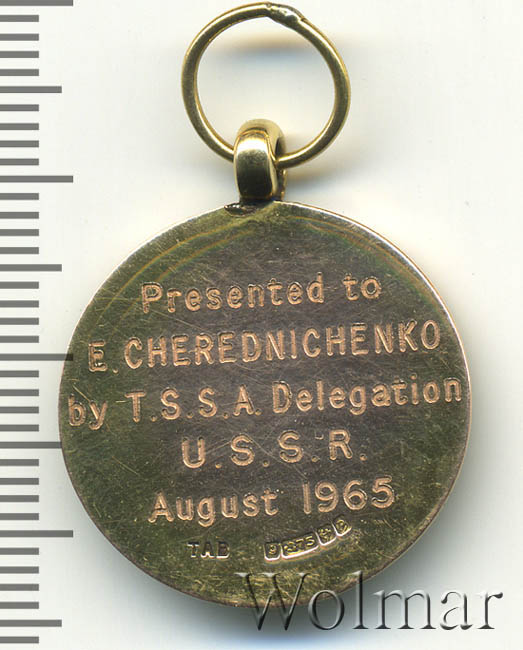 Presented to
E. CHEREDNICHENKO
by T.S.S.A. Delegation
U.S.S.R.
August 1965
TAB
Wolmar